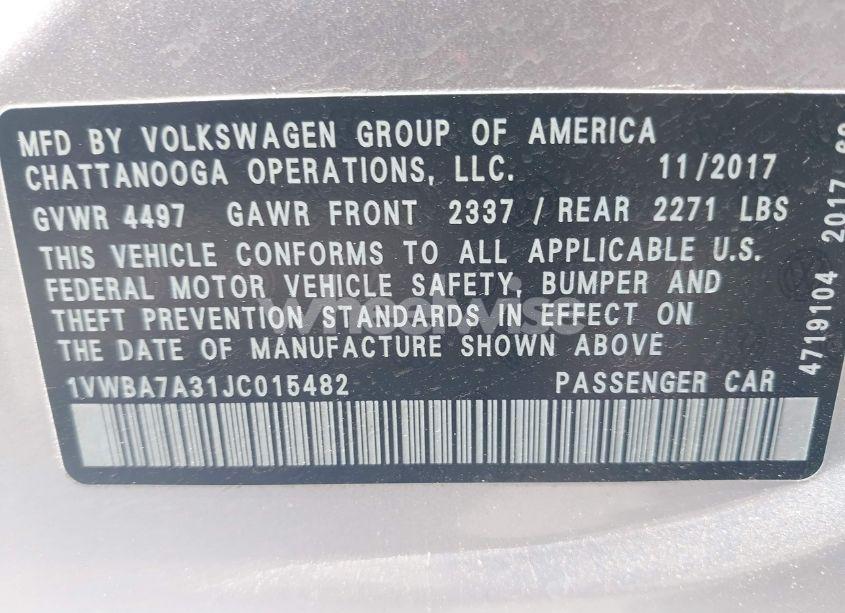 MFD BY VOLKSWAGEN GROUP OF AMERICA
CHATTANOOGA OPERATIONS, LLC. 11/2017
GVWR 4497 GAWR FRONT 2337 / REAR 2271 LBS
THIS VEHICLE CONFORMS TO ALL APPLICABLE U.S.
FEDERAL MOTOR VEHICLE SAFETY, BUMPER AND
THEFT PREVENTION STANDARDS IN EFFECT ON
THE DATE OF MANUFACTURE SHOWN ABOVE
1VWBA7A31JC015482 PASSENGER CAR
4719104 2017
wheelwise